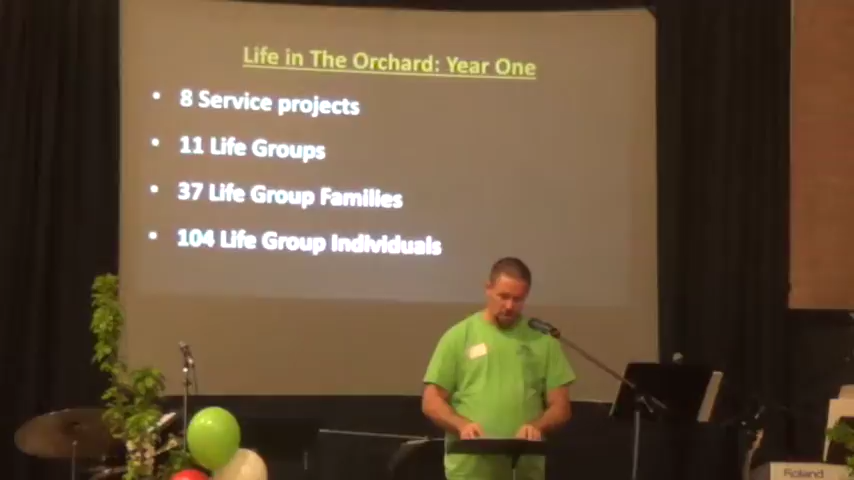 Life in The Orchard: Year One
• 8 Service projects
• 11 Life Groups
• 37 Life Group Families
• 104 Life Group Individuals
Roland